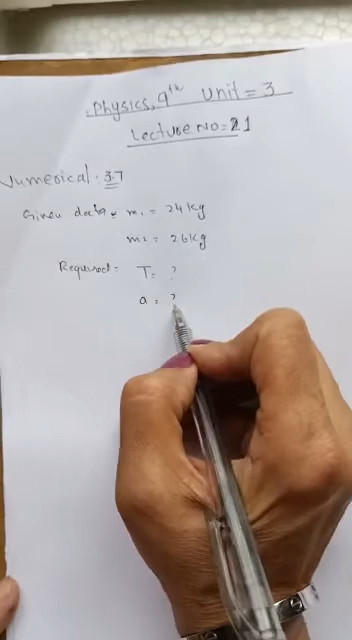 Physics, 9th Unit = 3
Lecture No = 21
Numerical: 3.7
Given data, m₁ = 24 kg
m₂ = 26 kg
Required = T = ?
a = ?